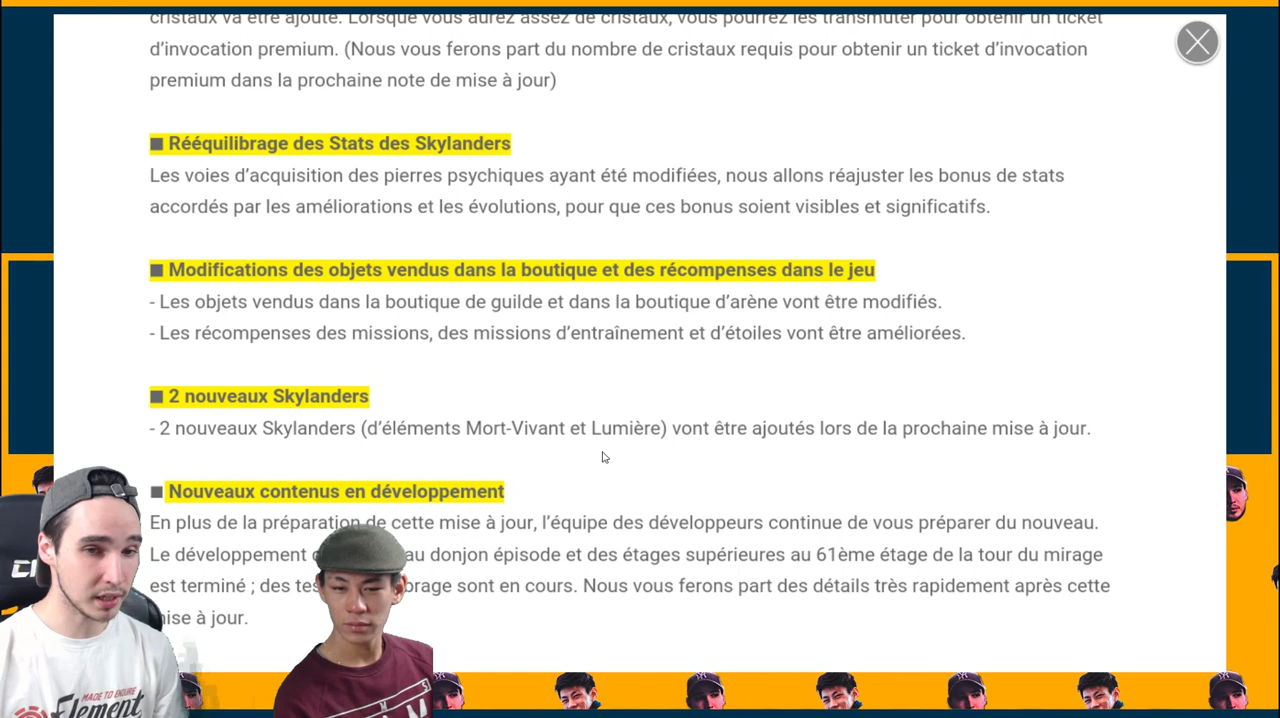 cristaux va être ajouté. Lorsque vous aurez assez de cristaux, vous pourrez les transmuter pour obtenir un ticket
d’invocation premium. (Nous vous ferons part du nombre de cristaux requis pour obtenir un ticket d’invocation
premium dans la prochaine note de mise à jour)
■ Rééquilibrage des Stats des Skylanders
Les voies d’acquisition des pierres psychiques ayant été modifiées, nous allons réajuster les bonus de stats
accordés par les améliorations et les évolutions, pour que ces bonus soient visibles et significatifs.
■ Modifications des objets vendus dans la boutique et des récompenses dans le jeu
- Les objets vendus dans la boutique de guilde et dans la boutique d’arène vont être modifiés.
- Les récompenses des missions, des missions d’entraînement et d’étoiles vont être améliorées.
■ 2 nouveaux Skylanders
- 2 nouveaux Skylanders (d’éléments Mort-Vivant et Lumière) vont être ajoutés lors de la prochaine mise à jour.
■ Nouveaux contenus en développement
En plus de la préparation de cette mise à jour, l’équipe des développeurs continue de vous préparer du nouveau.
Le développement au donjon épisode et des étages supérieures au 61ème étage de la tour du mirage
est terminé ; des sont en cours. Nous vous ferons part des détails très rapidement après cette
mise à jour.
MADE TO ENDURE
Element